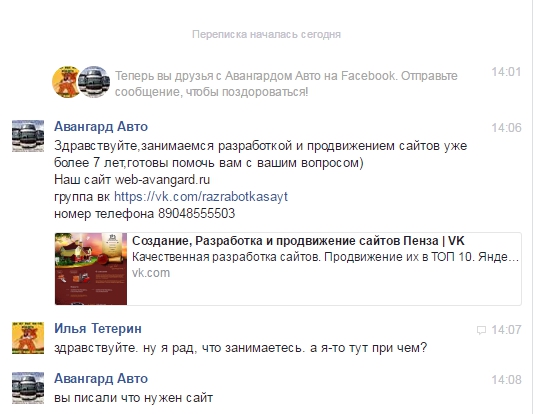 Переписка началась сегодня
Теперь вы друзья с Авангардом Авто на Facebook. Отправьте 14:01
сообщение, чтобы поздороваться!
Авангард Авто 14:06
Здравствуйте,занимаемся разработкой и продвижением сайтов уже
более 7 лет,готовы помочь вам с вашим вопросом)
Наш сайт web-avangard.ru
группа вк https://vk.com/razrabotkasayt
номер телефона 89048555503
Создание, Разработка и продвижение сайтов Пенза | VK
Качественная разработка сайтов. Продвижение их в ТОП 10. Янде...
vk.com
Илья Тетерин 14:07
здравствуйте. ну я рад, что занимаетесь. а я-то тут при чем?
Авангард Авто 14:08
вы писали что нужен сайт